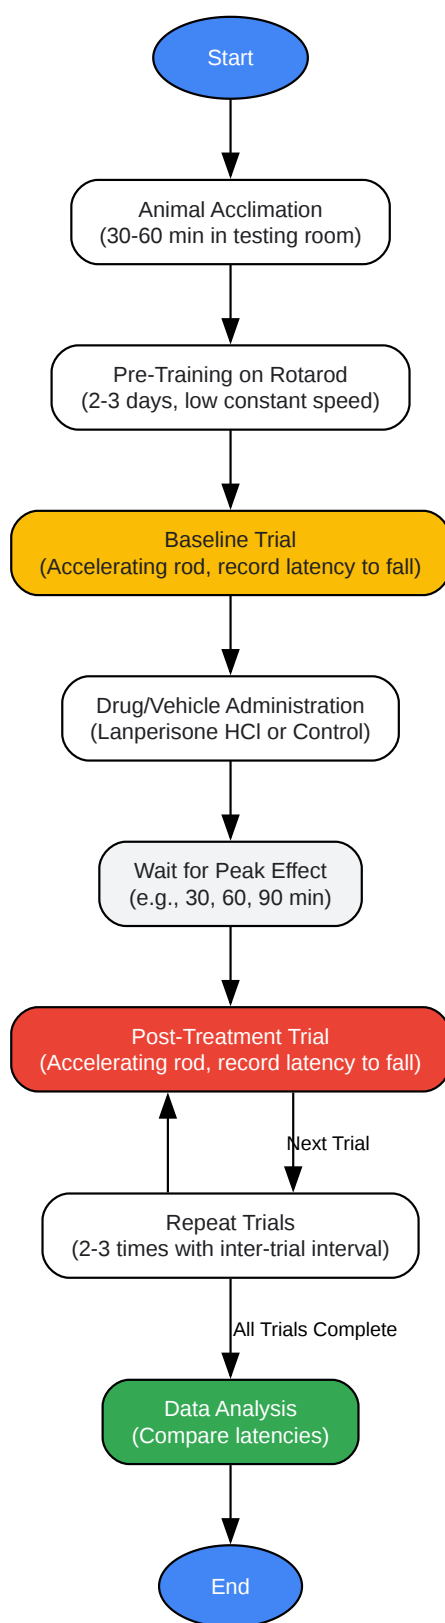 Start
Animal Acclimation
(30-60 min in testing room)
Pre-Training on Rotarod
(2-3 days, low constant speed)
Baseline Trial
(Accelerating rod, record latency to fall)
Drug/Vehicle Administration
(Lanperisone HCl or Control)
Wait for Peak Effect
(e.g., 30, 60, 90 min)
Post-Treatment Trial
(Accelerating rod, record latency to fall)
Next Trial
Repeat Trials
(2-3 times with inter-trial interval)
All Trials Complete
Data Analysis
(Compare latencies)
End